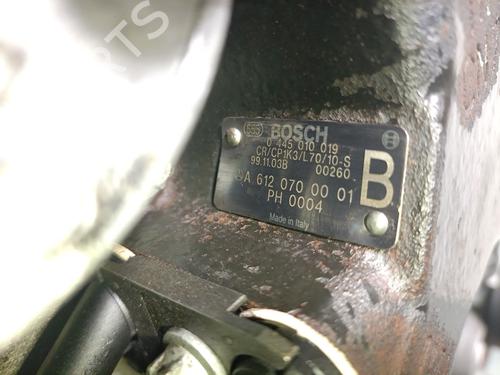 PARTS
BOSCH
0 445 010 019
CR/CP1K3/L70/10-S
99.11.03B 00260
A 612 070 00 01 B
PH 0004
Made in Italy